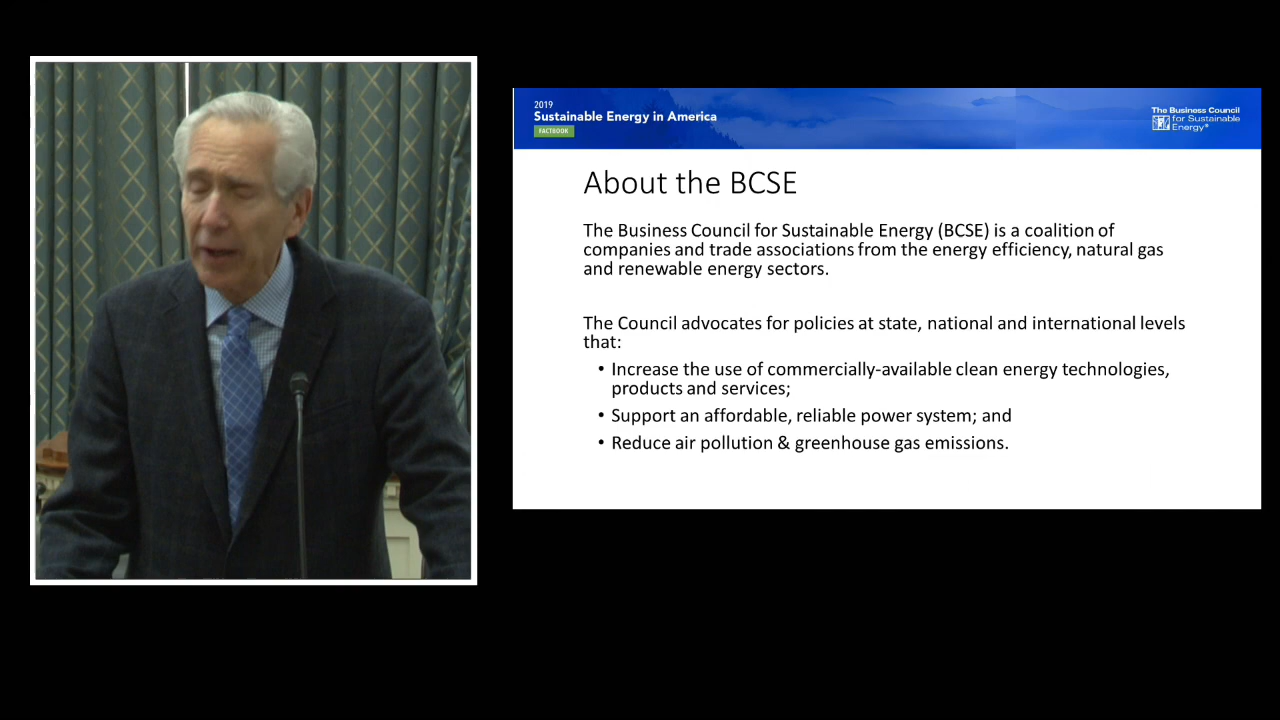 2019
Sustainable Energy in America
FACTBOOK
The Business Council
for Sustainable
Energy®
About the BCSE
The Business Council for Sustainable Energy (BCSE) is a coalition of
companies and trade associations from the energy efficiency, natural gas
and renewable energy sectors.
The Council advocates for policies at state, national and international levels
that:
• Increase the use of commercially-available clean energy technologies,
products and services;
• Support an affordable, reliable power system; and
• Reduce air pollution & greenhouse gas emissions.